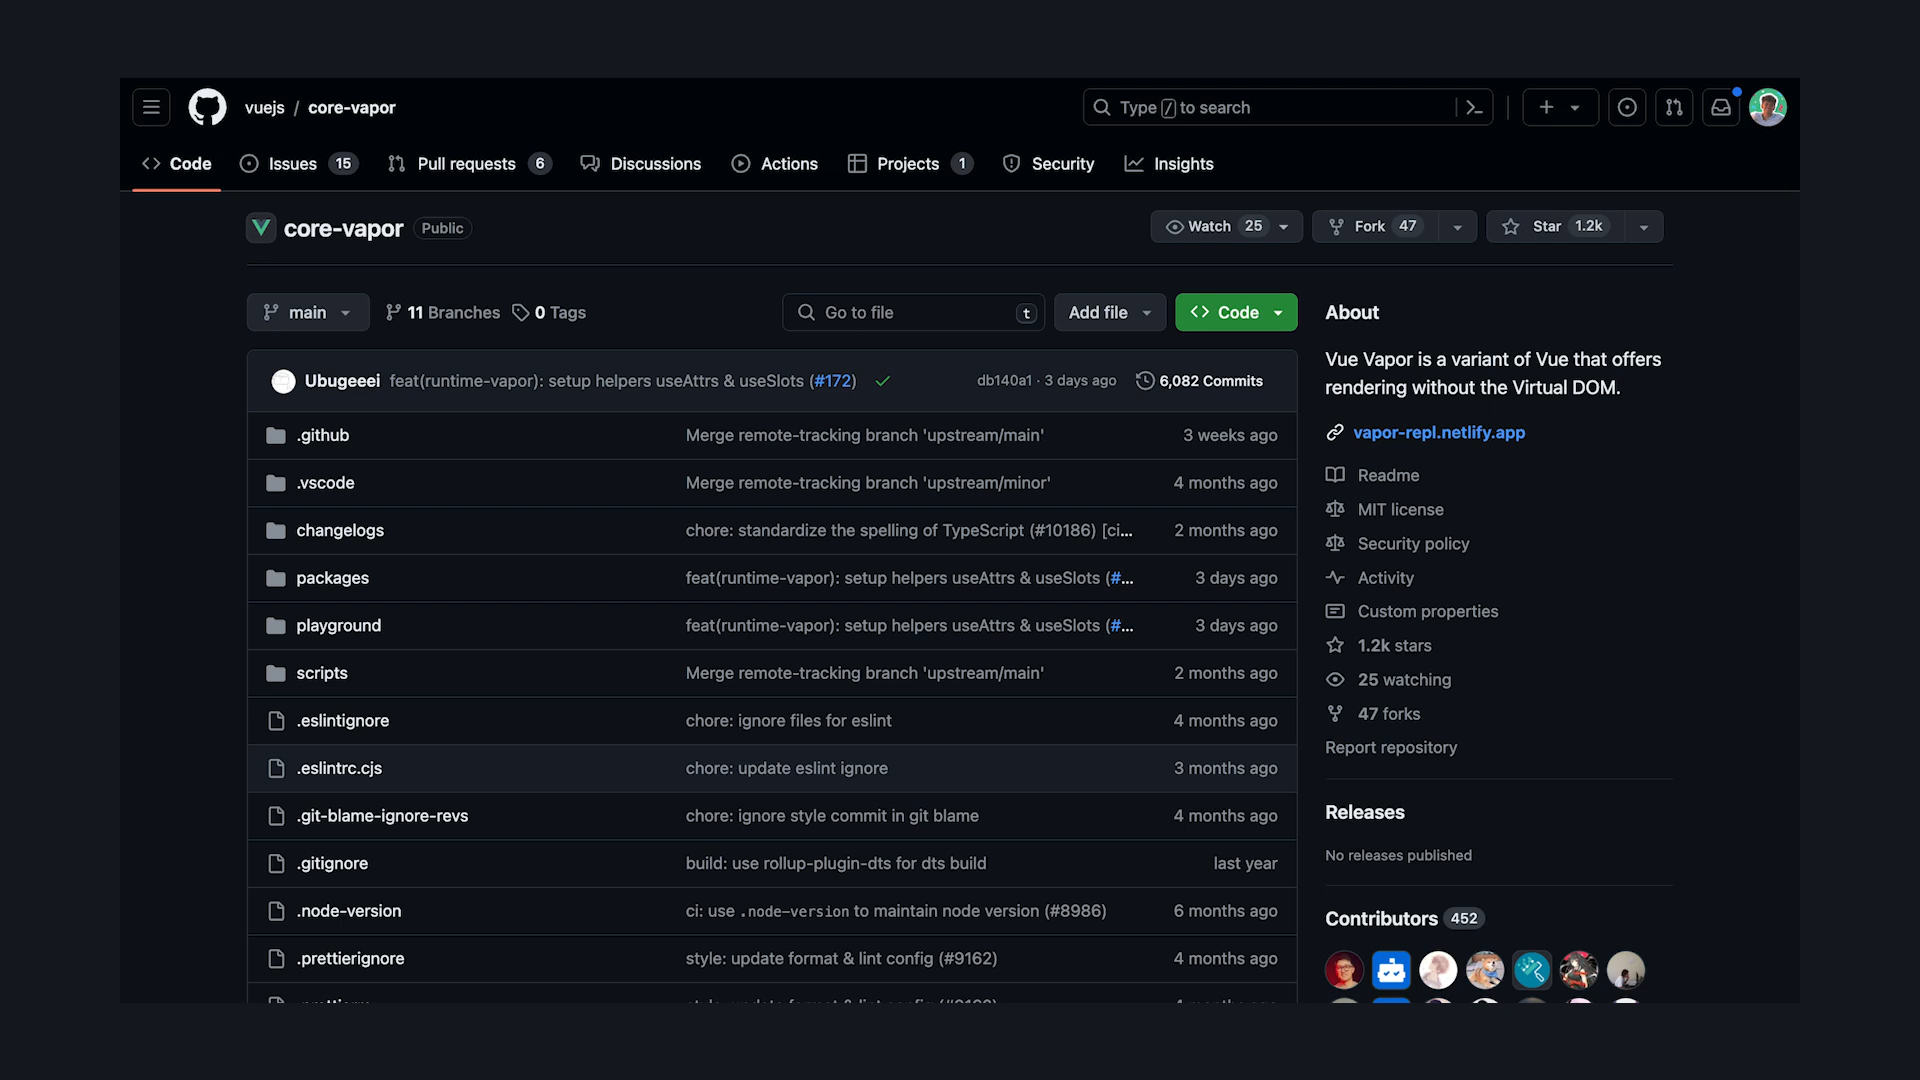 vuejs / core-vapor
Type / to search
Code
Issues 15
Pull requests 6
Discussions
Actions
Projects 1
Security
Insights
core-vapor Public
Watch 25
Fork 47
Star 1.2k
main
11 Branches
0 Tags
Go to file t
Add file
Code
Ubugeeei feat(runtime-vapor): setup helpers useAttrs & useSlots (#172) db140a1 · 3 days ago 6,082 Commits
.github Merge remote-tracking branch 'upstream/main' 3 weeks ago
.vscode Merge remote-tracking branch 'upstream/minor' 4 months ago
changelogs chore: standardize the spelling of TypeScript (#10186) [ci... 2 months ago
packages feat(runtime-vapor): setup helpers useAttrs & useSlots (#... 3 days ago
playground feat(runtime-vapor): setup helpers useAttrs & useSlots (#... 3 days ago
scripts Merge remote-tracking branch 'upstream/main' 2 months ago
.eslintignore chore: ignore files for eslint 4 months ago
.eslintrc.cjs chore: update eslint ignore 3 months ago
.git-blame-ignore-revs chore: ignore style commit in git blame 4 months ago
.gitignore build: use rollup-plugin-dts for dts build last year
.node-version ci: use .node-version to maintain node version (#8986) 6 months ago
.prettierignore style: update format & lint config (#9162) 4 months ago
About
Vue Vapor is a variant of Vue that offers
rendering without the Virtual DOM.
vapor-repl.netlify.app
Readme
MIT license
Security policy
Activity
Custom properties
1.2k stars
25 watching
47 forks
Report repository
Releases
No releases published
Contributors 452